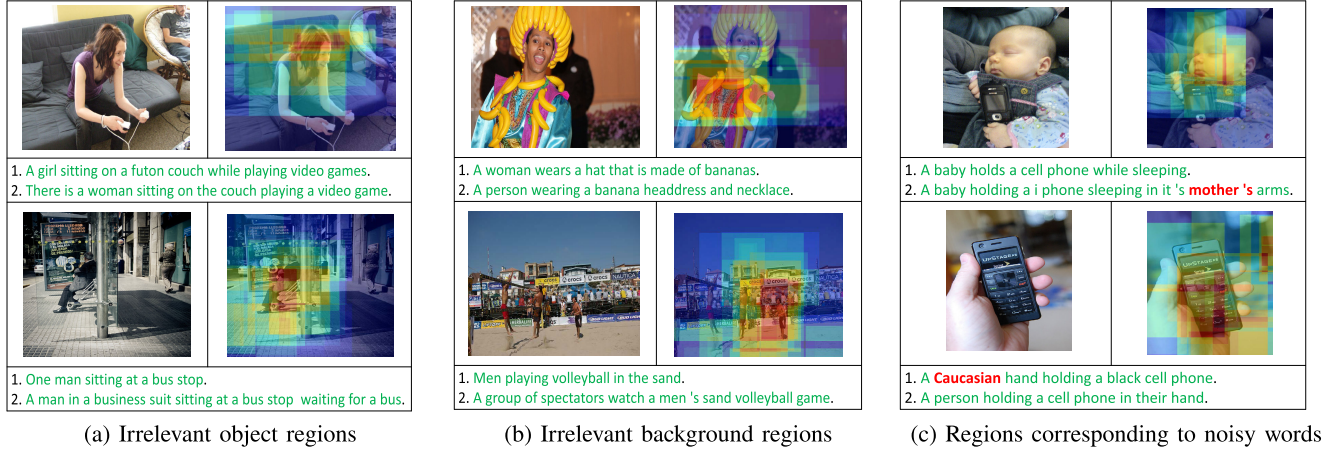 1. A girl sitting on a futon couch while playing video games.
2. There is a woman sitting on the couch playing a video game.
1. One man sitting at a bus stop.
2. A man in a business suit sitting at a bus stop waiting for a bus.
(a) Irrelevant object regions
1. A woman wears a hat that is made of bananas.
2. A person wearing a banana headdress and necklace.
crocs
crocs
NAUTICA
1. Men playing volleyball in the sand.
2. A group of spectators watch a men 's sand volleyball game.
(b) Irrelevant background regions
1. A baby holds a cell phone while sleeping.
2. A baby holding a i phone sleeping in it 's mother 's arms.
1. A Caucasian hand holding a black cell phone.
2. A person holding a cell phone in their hand.
(c) Regions corresponding to noisy words